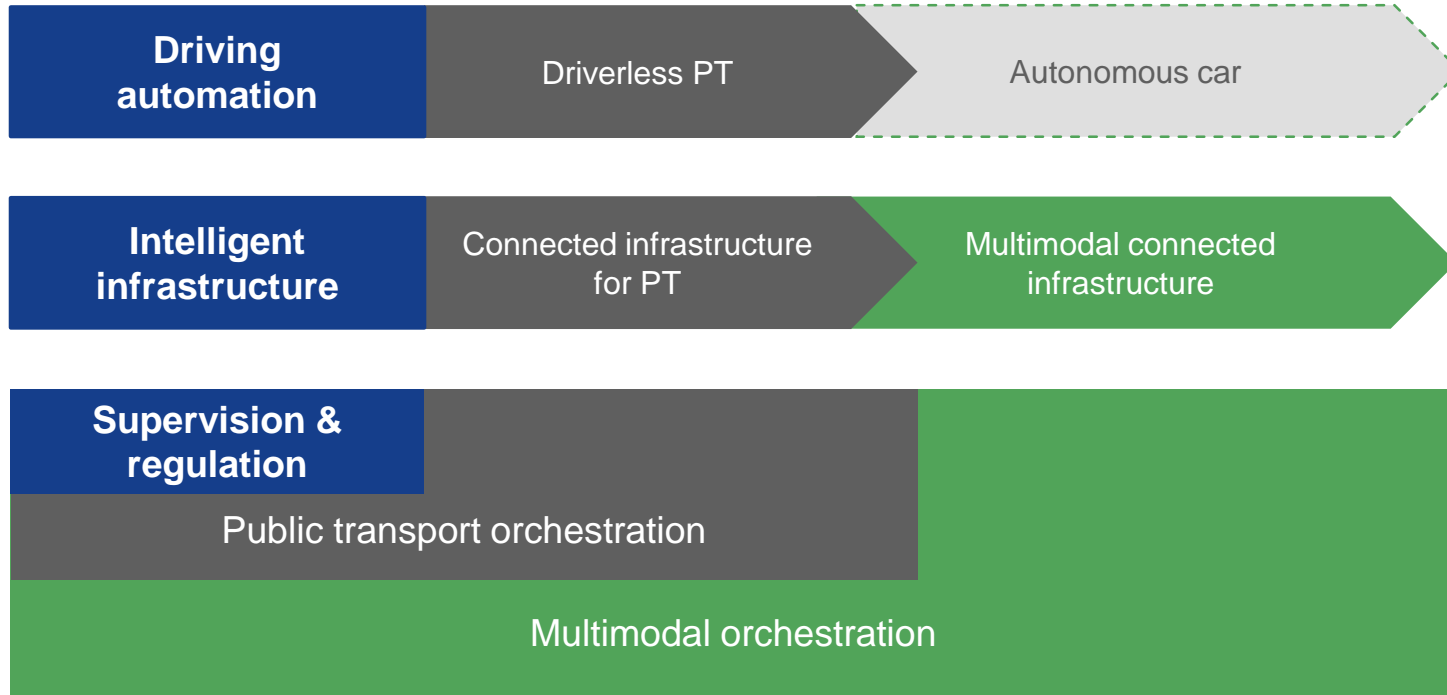 Driving
automation
Driverless PT
Autonomous car
Intelligent
infrastructure
Connected infrastructure
for PT
Multimodal connected
infrastructure
Supervision &
regulation
Public transport orchestration
Multimodal orchestration